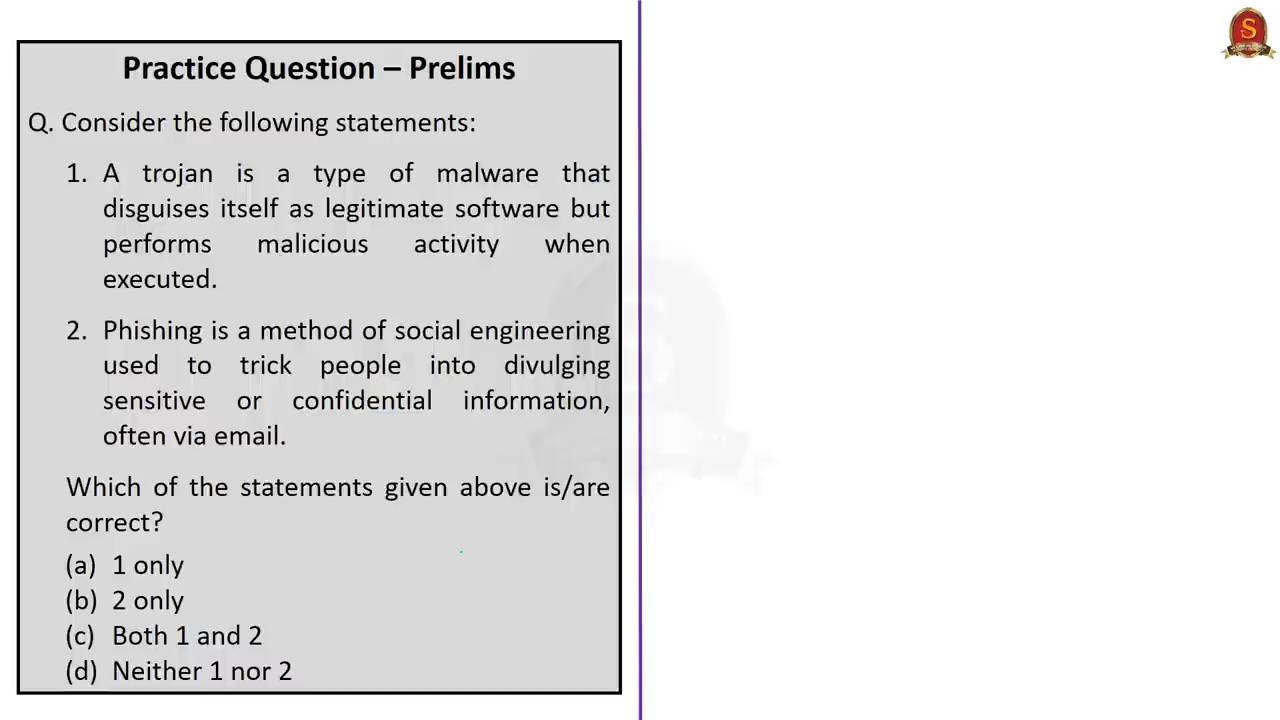 Practice Question – Prelims
Q. Consider the following statements:
1. A trojan is a type of malware that
disguises itself as legitimate software but
performs malicious activity when
executed.
2. Phishing is a method of social engineering
used to trick people into divulging
sensitive or confidential information,
often via email.
Which of the statements given above is/are
correct?
(a) 1 only
(b) 2 only
(c) Both 1 and 2
(d) Neither 1 nor 2
S